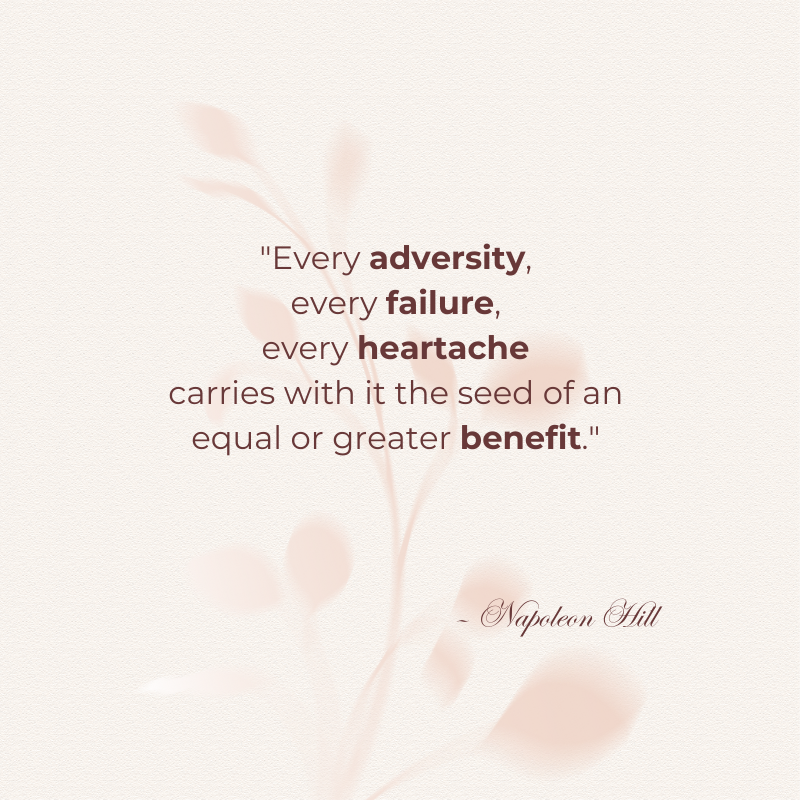 "Every adversity,
every failure,
every heartache
carries with it the seed of an
equal or greater benefit."
~ Napoleon Hill